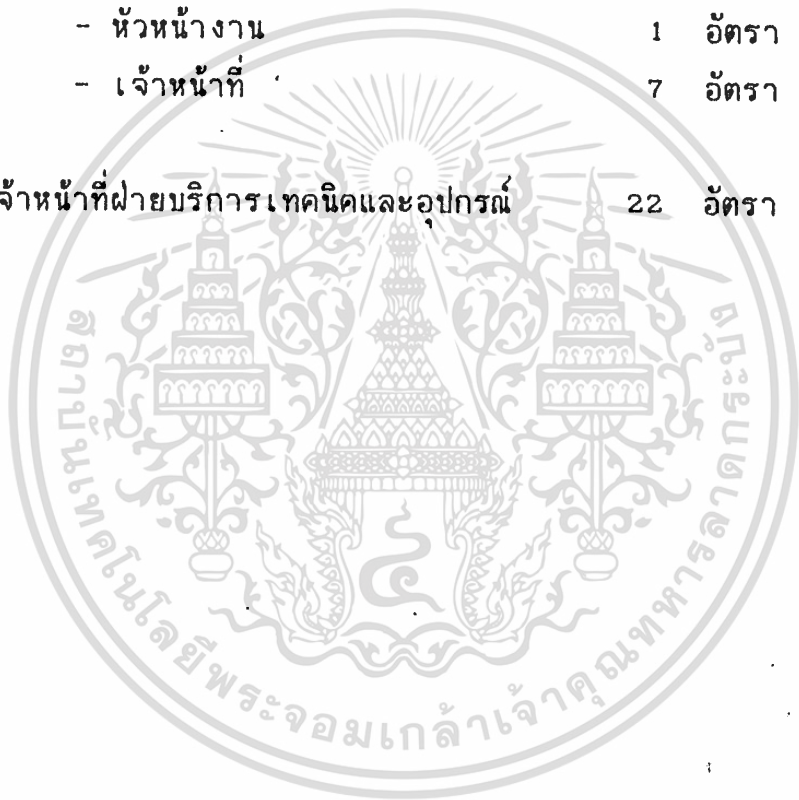 - หัวหน้างาน 1 อัตรา
- เจ้าหน้าที่ 7 อัตรา
จ้าหน้าที่ฝ่ายบริการเทคนิคและอุปกรณ์ 22 อัตรา
สถาบันเทคโนโลยีพระจอมเกล้าเจ้าคุณทหารลาดกระบัง